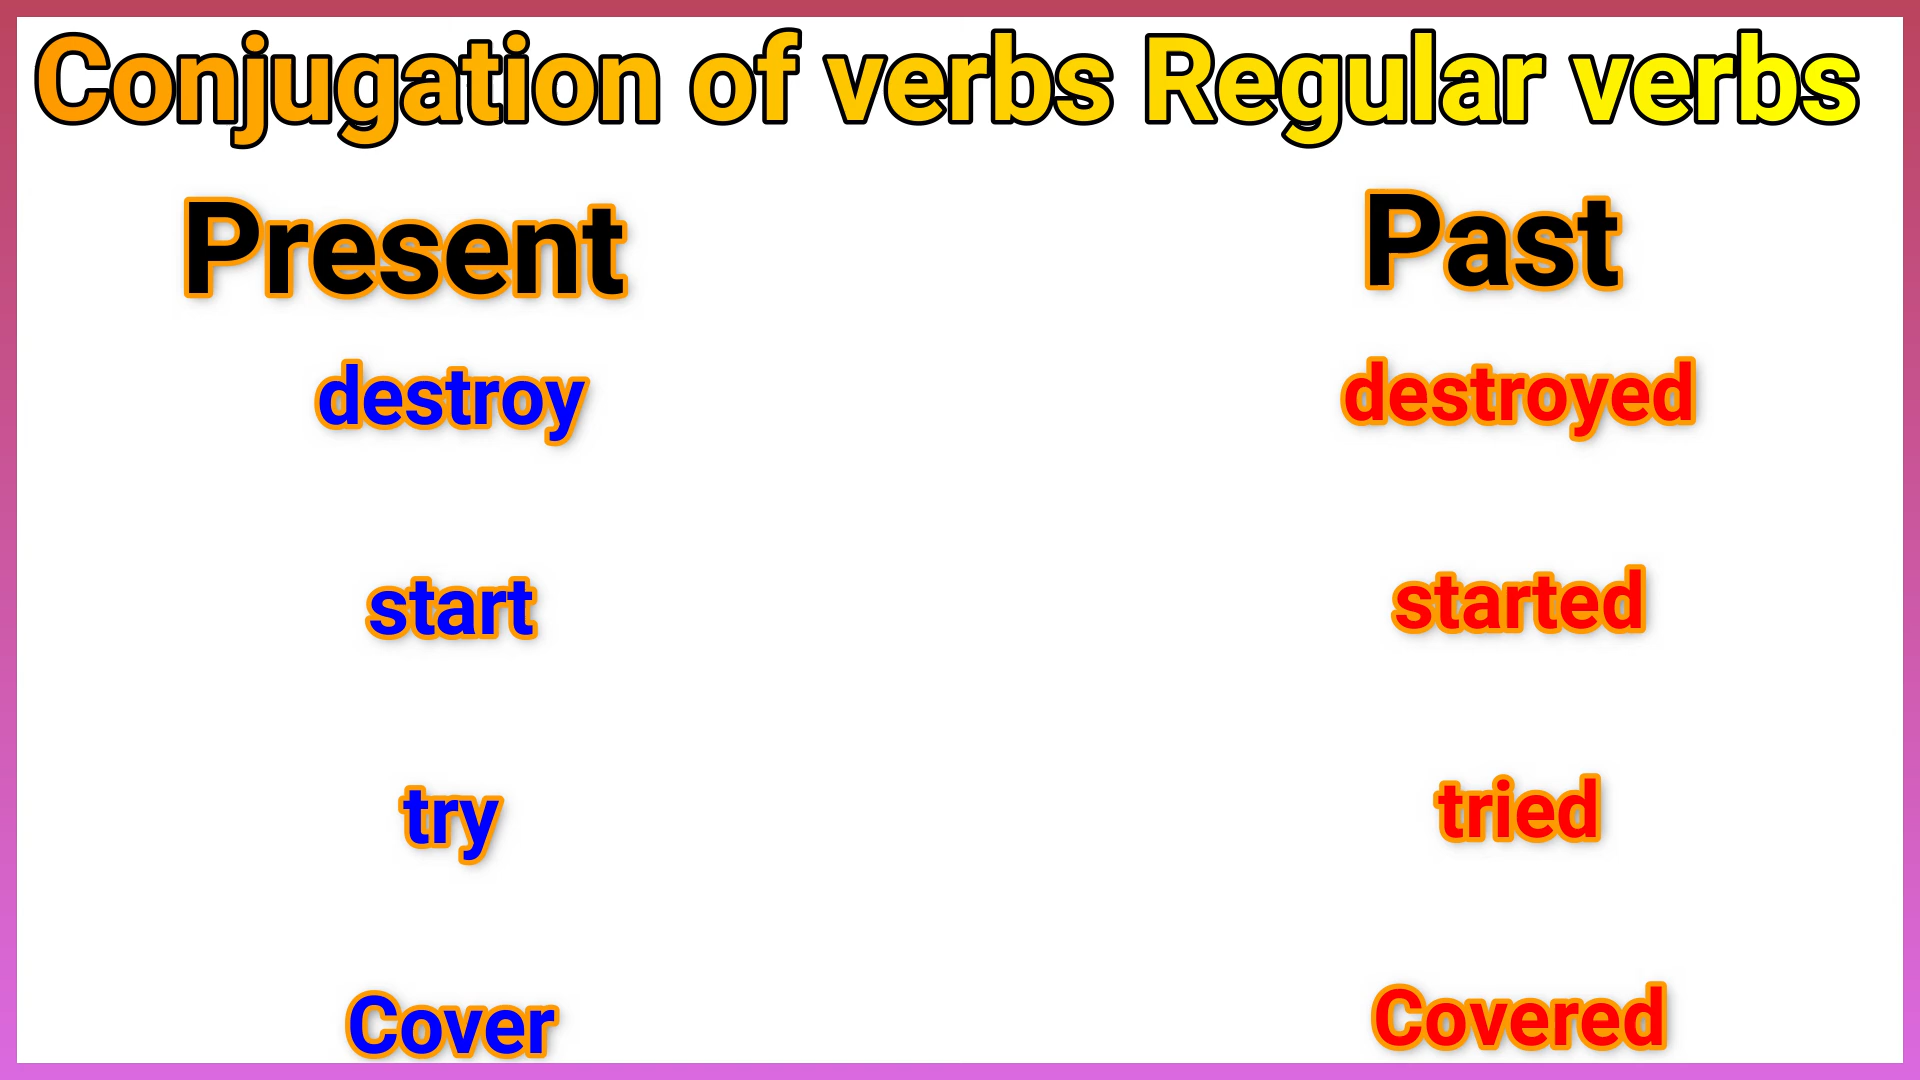 Conjugation of verbs Regular verbs
Present Past
destroy destroyed
start started
try tried
Cover Covered